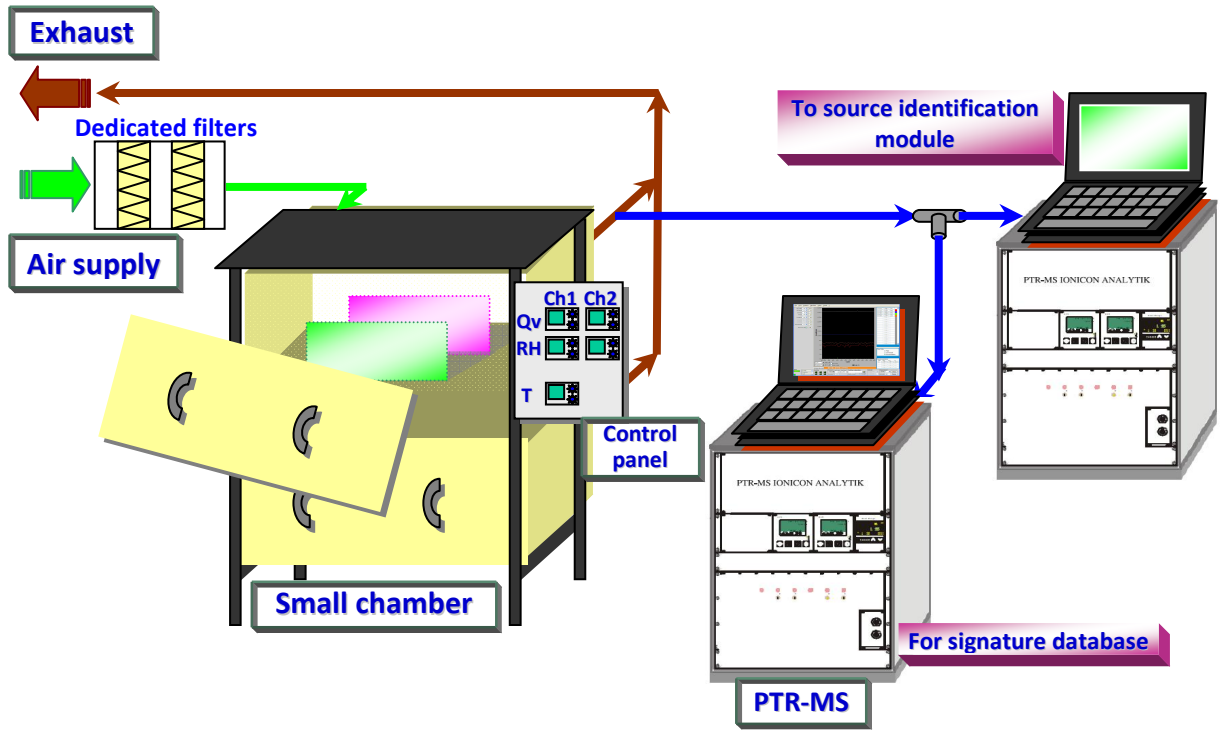 Exhaust
Dedicated filters
Air supply
To source identification
module
Ch1 Ch2
Qv
RH
T
Control
panel
Small chamber
PTR-MS IONICON ANALYTIK
PTR-MS IONICON ANALYTIK
For signature database
PTR-MS